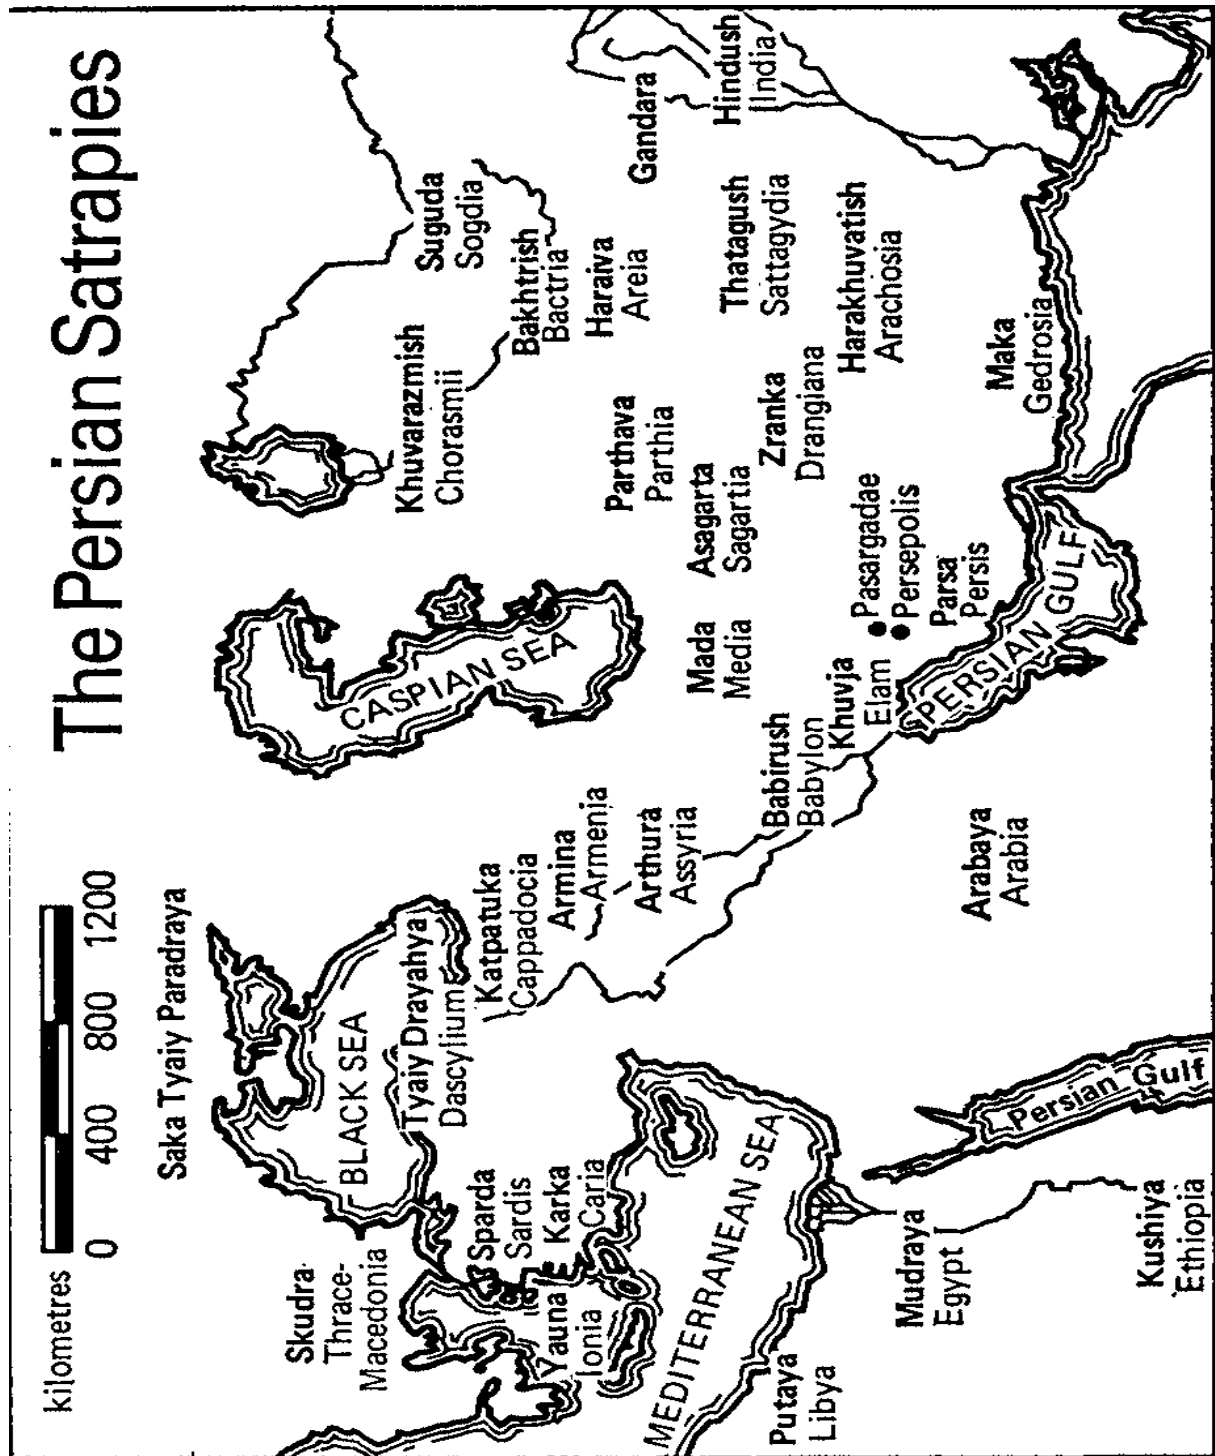 The Persian Satrapies
kilometres
0 400 800 1200
Saka Tyaiy Paradraya
Skudra
Thrace-
Macedonia
BLACK SEA
Tyaiy Drayahya
Dascylium
Katpatuka
Cappadocia
Armina
Armenia
Arthura
Assyria
Sparda
Sardis
Karka
Caria
Yauna
Ionia
MEDITERRANEAN SEA
Putaya
Libya
Mudraya
Egypt
Kushiya
Ethiopia
Persian Gulf
Arabaya
Arabia
Babirush
Babylon
Khuvja
Elam
PERSIAN GULF
CASPIAN SEA
Mada
Media
Asagarta
Sagartia
Pasargadae
Persepolis
Parsa
Persis
Parthava
Parthia
Zranka
Drangiana
Khuvarazmish
Chorasmii
Suguda
Sogdia
Bakhtrish
Bactria
Haraiva
Areia
Thatagush
Sattagydia
Harakhuvatish
Arachosia
Maka
Gedrosia
Gandara
Hindush
India